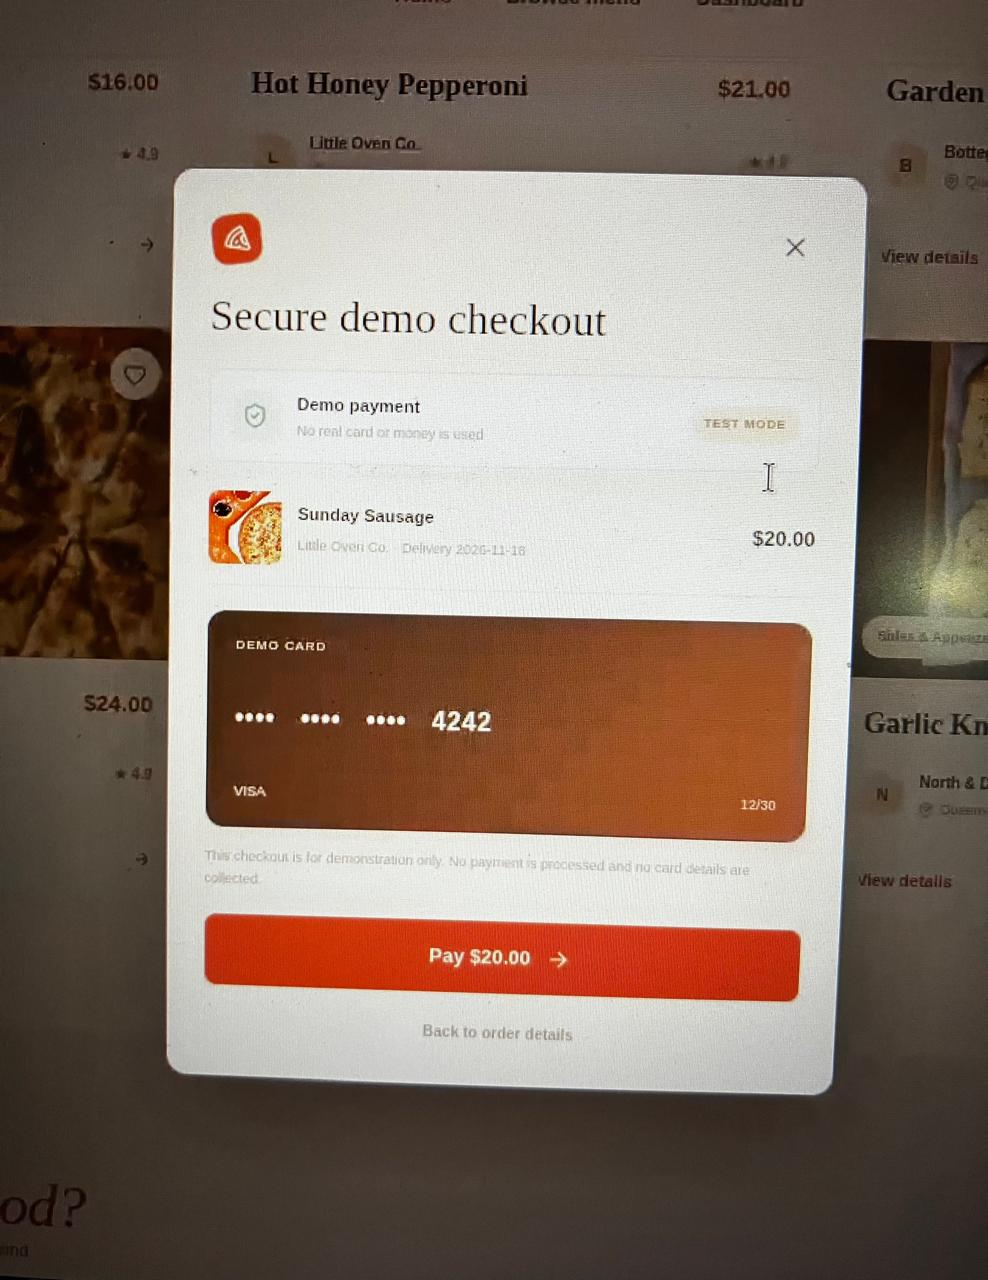 $16.00
Hot Honey Pepperoni
$21.00
Garden
★ 4.9
L
Little Oven Co.
B
View details
Secure demo checkout
Demo payment
No real card or money is used
TEST MODE
Sunday Sausage
Little Oven Co. · Delivery 2026-11-18
$20.00
DEMO CARD
•••• •••• •••• 4242
VISA
12/30
This checkout is for demonstration only. No payment is processed and no card details are
collected.
Pay $20.00 →
Back to order details
$24.00
★ 4.9
Garlic
N
North &
View details
od?